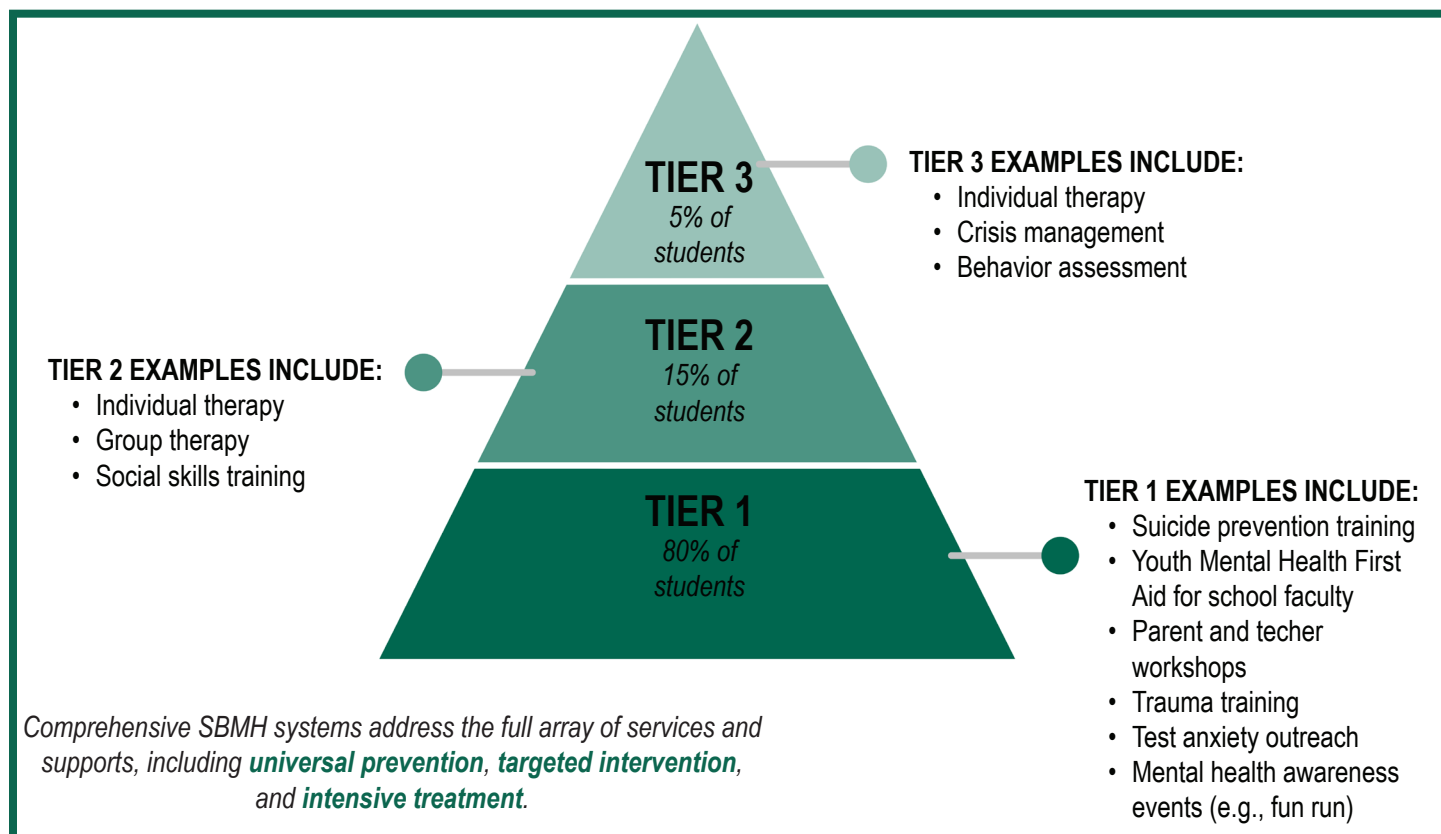 TIER 3
5% of
students
TIER 3 EXAMPLES INCLUDE:
• Individual therapy
• Crisis management
• Behavior assessment
TIER 2
15% of
students
TIER 2 EXAMPLES INCLUDE:
• Individual therapy
• Group therapy
• Social skills training
TIER 1
80% of
students
TIER 1 EXAMPLES INCLUDE:
• Suicide prevention training
• Youth Mental Health First
Aid for school faculty
• Parent and techer
workshops
• Trauma training
• Test anxiety outreach
• Mental health awareness
events (e.g., fun run)
Comprehensive SBMH systems address the full array of services and
supports, including universal prevention, targeted intervention,
and intensive treatment.